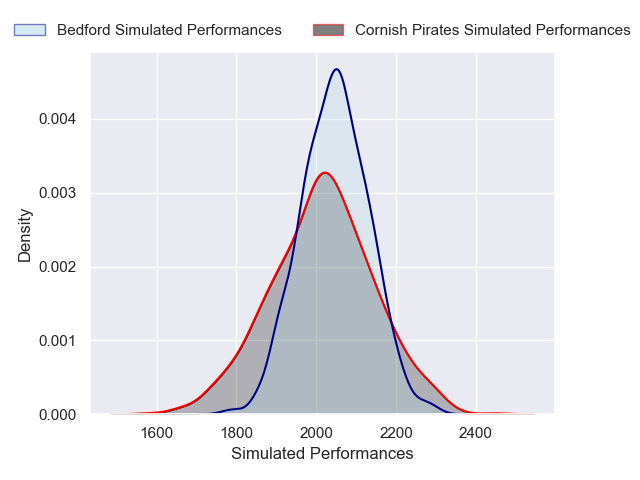 Bedford Simulated Performances
Cornish Pirates Simulated Performances
0.004
0.003
0.002
0.001
0.000
Density
1600
1800
2000
2200
2400
Simulated Performances